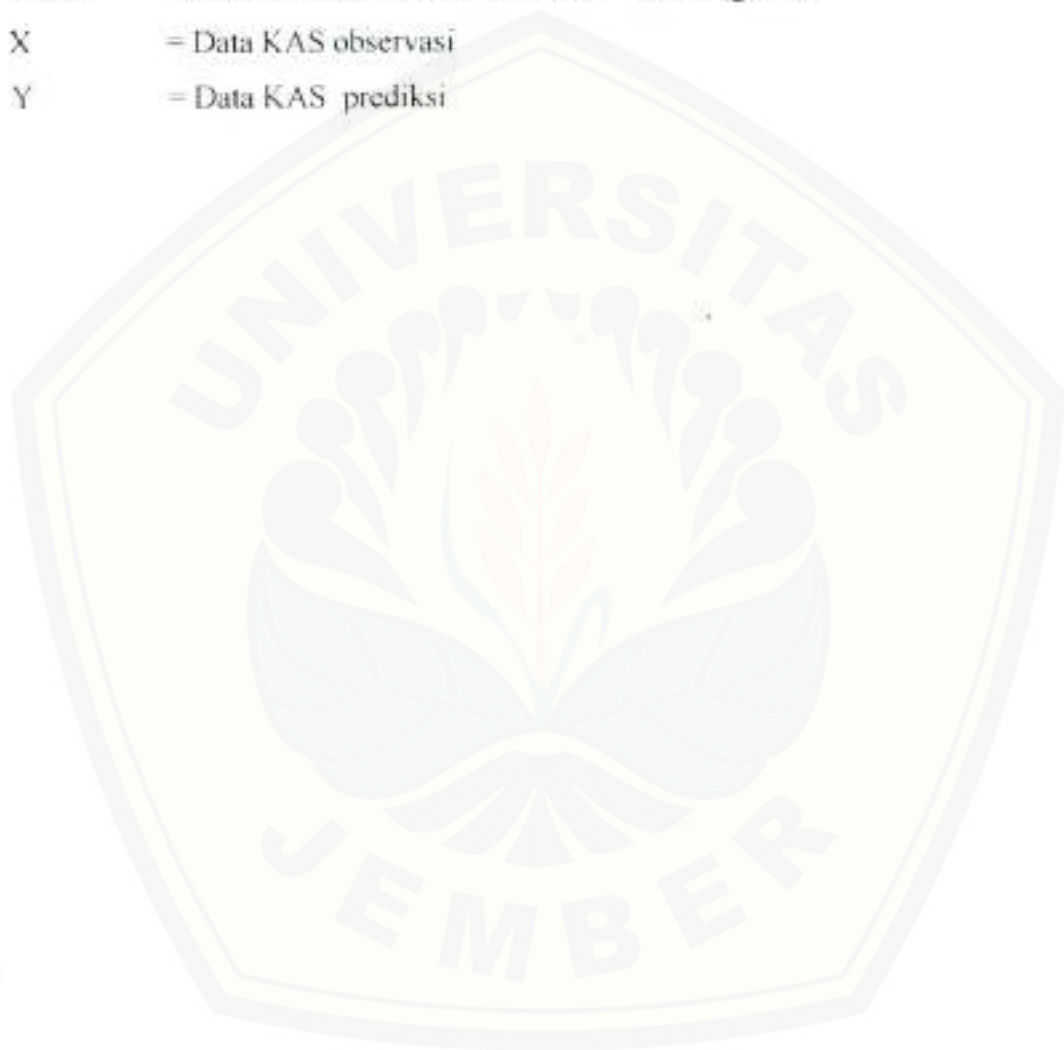 X = Data KAS observasi
Y = Data KAS prediksi
UNIVERSITAS
JEMBER